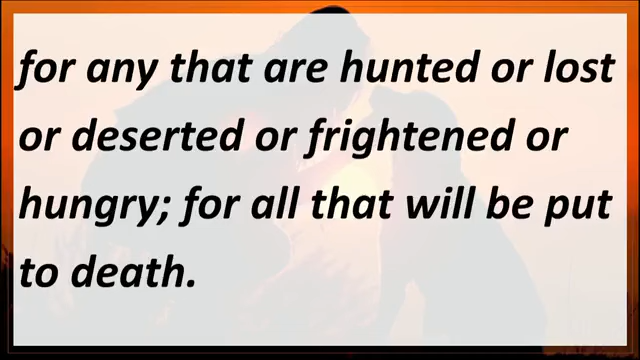 for any that are hunted or lost
or deserted or frightened or
hungry; for all that will be put
to death.